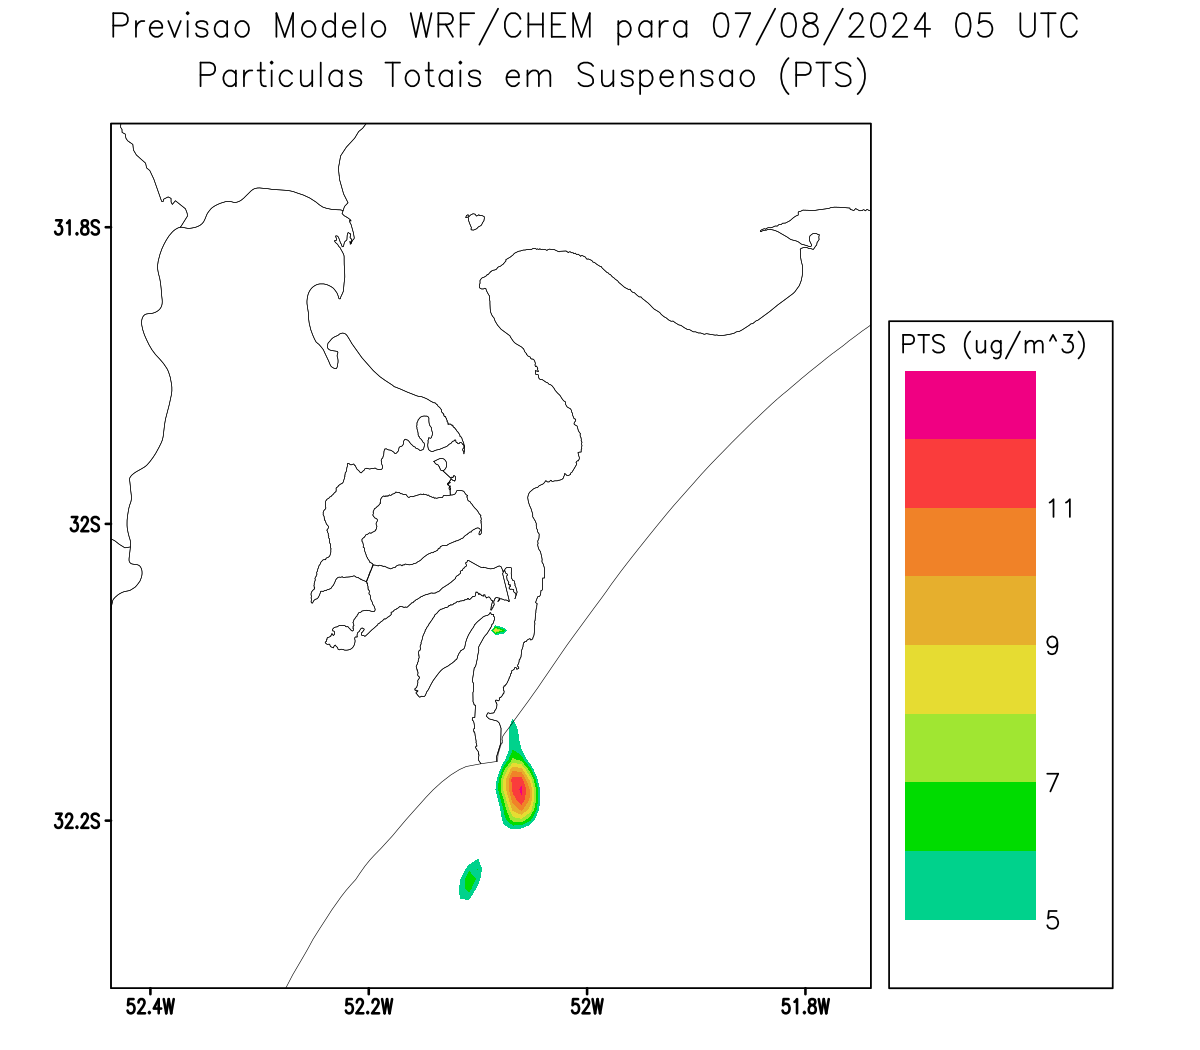 Previsao Modelo WRF/CHEM para 07/08/2024 05 UTC
Particulas Totais em Suspensao (PTS)
31.8S
32S
32.2S
52.4W
52.2W
52W
51.8W
PTS (ug/m^3)
11
9
7
5